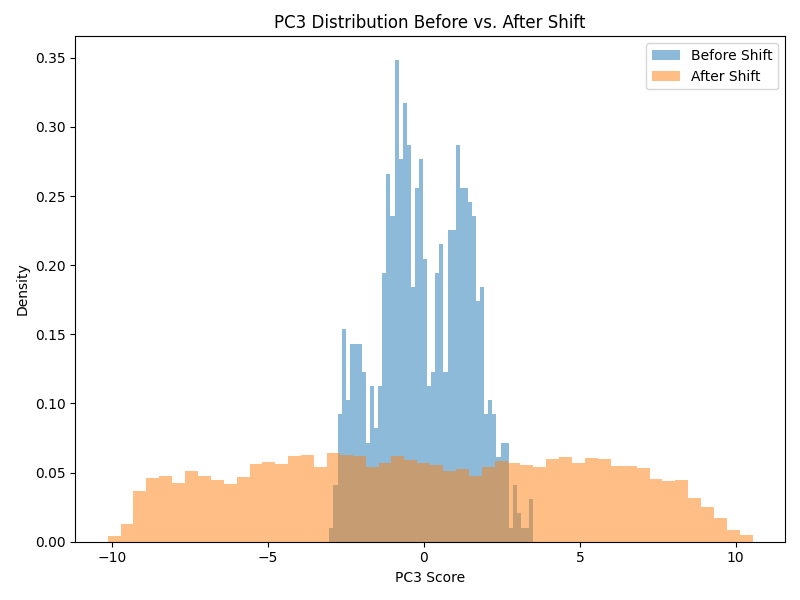 PC3 Distribution Before vs. After Shift
Before Shift
After Shift
0.35
0.30
0.25
0.20
0.15
0.10
0.05
0.00
Density
−10
−5
0
5
10
PC3 Score